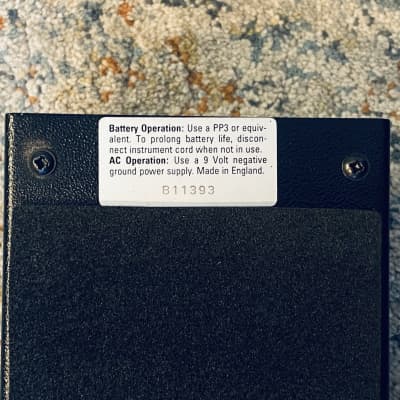 Battery Operation: Use a PP3 or equiv-
alent. To prolong battery life, discon-
nect instrument cord when not in use.
AC Operation: Use a 9 Volt negative
ground power supply. Made in England.
B11393